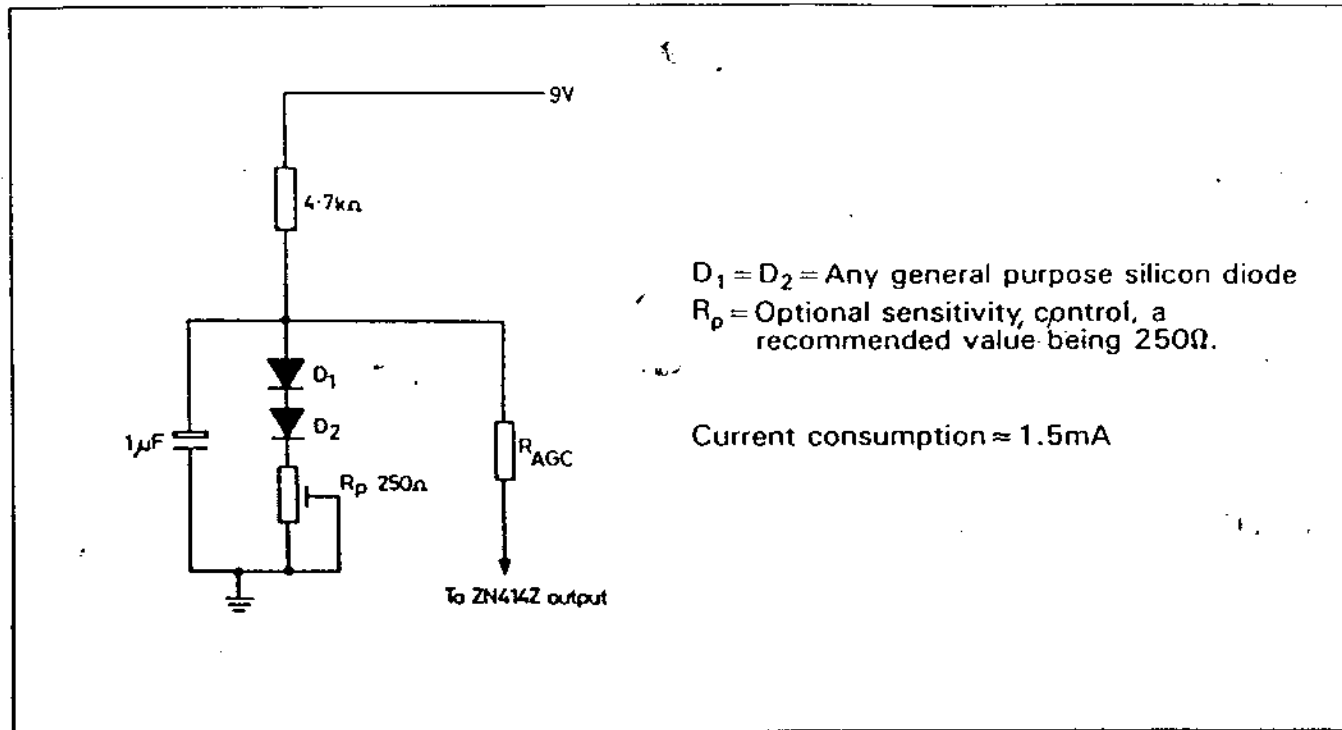 9V
4.7kΩ
D1 = D2 = Any general purpose silicon diode
Rp = Optional sensitivity control, a
recommended value being 250Ω.
D1
D2
1µF
RAGC
Current consumption ≈ 1.5mA
Rp 250Ω
To ZN414Z output